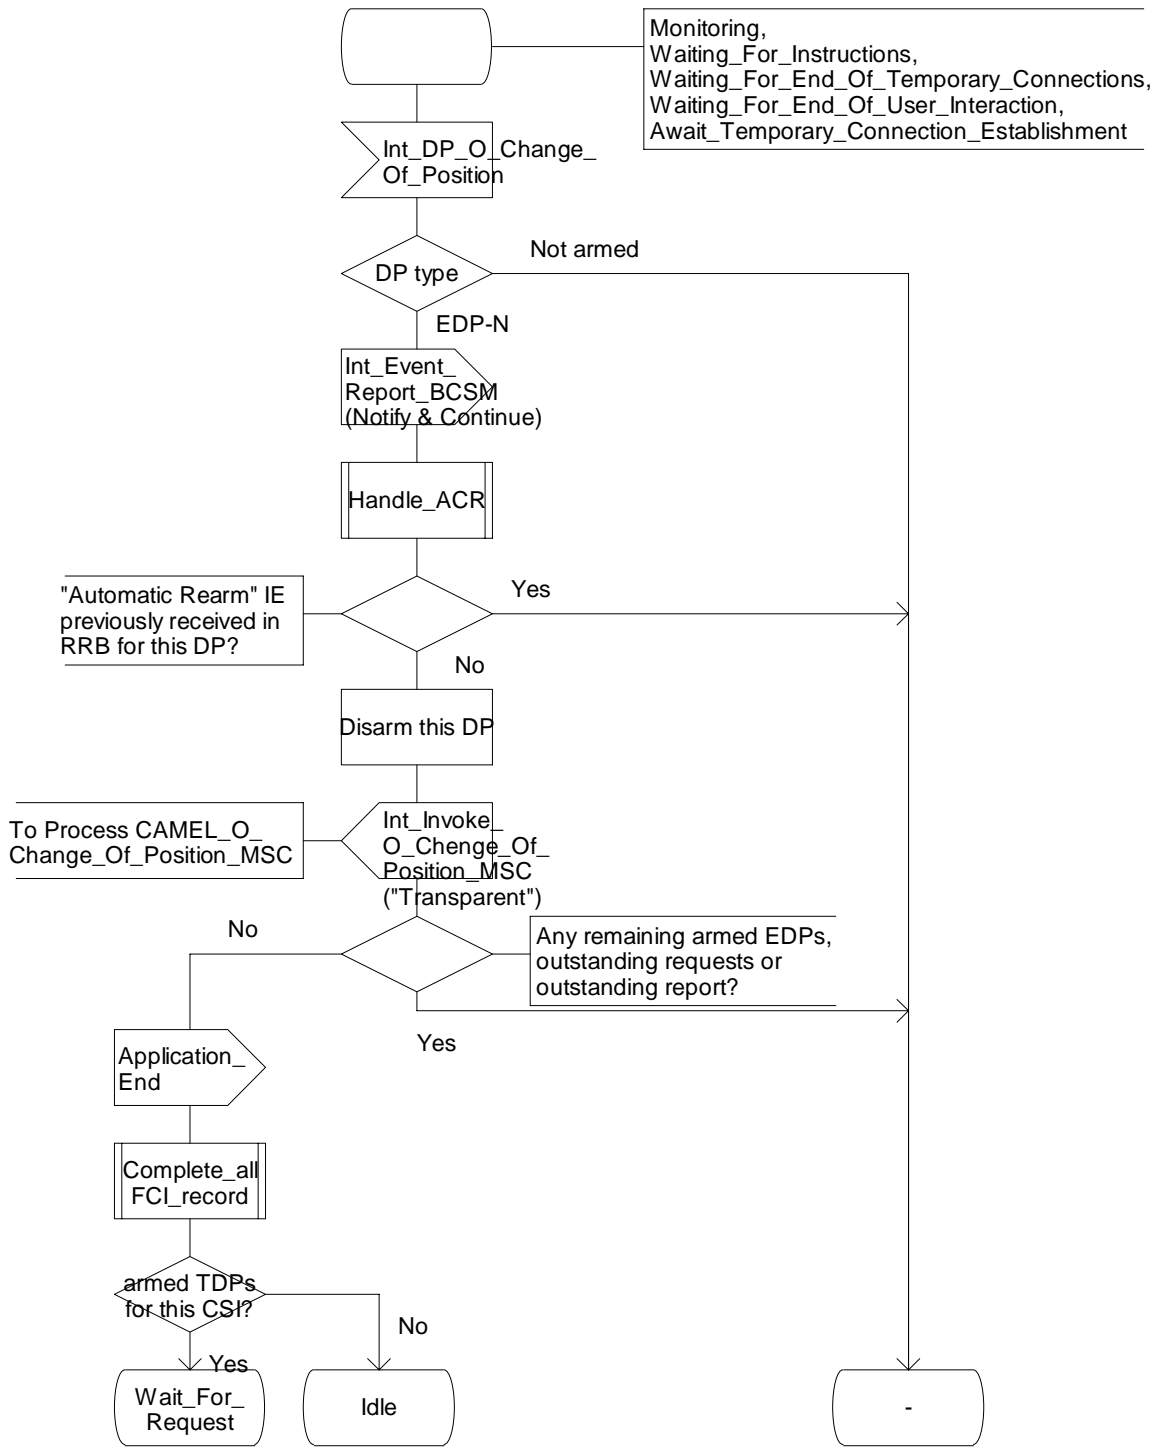 Monitoring,
Waiting_For_Instructions,
Waiting_For_End_Of_Temporary_Connections,
Waiting_For_End_Of_User_Interaction,
Await_Temporary_Connection_Establishment
Int_DP_O_Change_
Of_Position
DP type
Not armed
EDP-N
Int_Event_
Report_BCSM
(Notify & Continue)
Handle_ACR
"Automatic Rearm" IE
previously received in
RRB for this DP?
Yes
No
Disarm this DP
To Process CAMEL_O_
Change_Of_Position_MSC
Int_Invoke_
O_Chenge_Of_
Position_MSC
("Transparent")
No
Any remaining armed EDPs,
outstanding requests or
outstanding report?
Yes
Application_
End
Complete_all
FCI_record
armed TDPs
for this CSI?
No
Yes
Wait_For_
Request
Idle
-